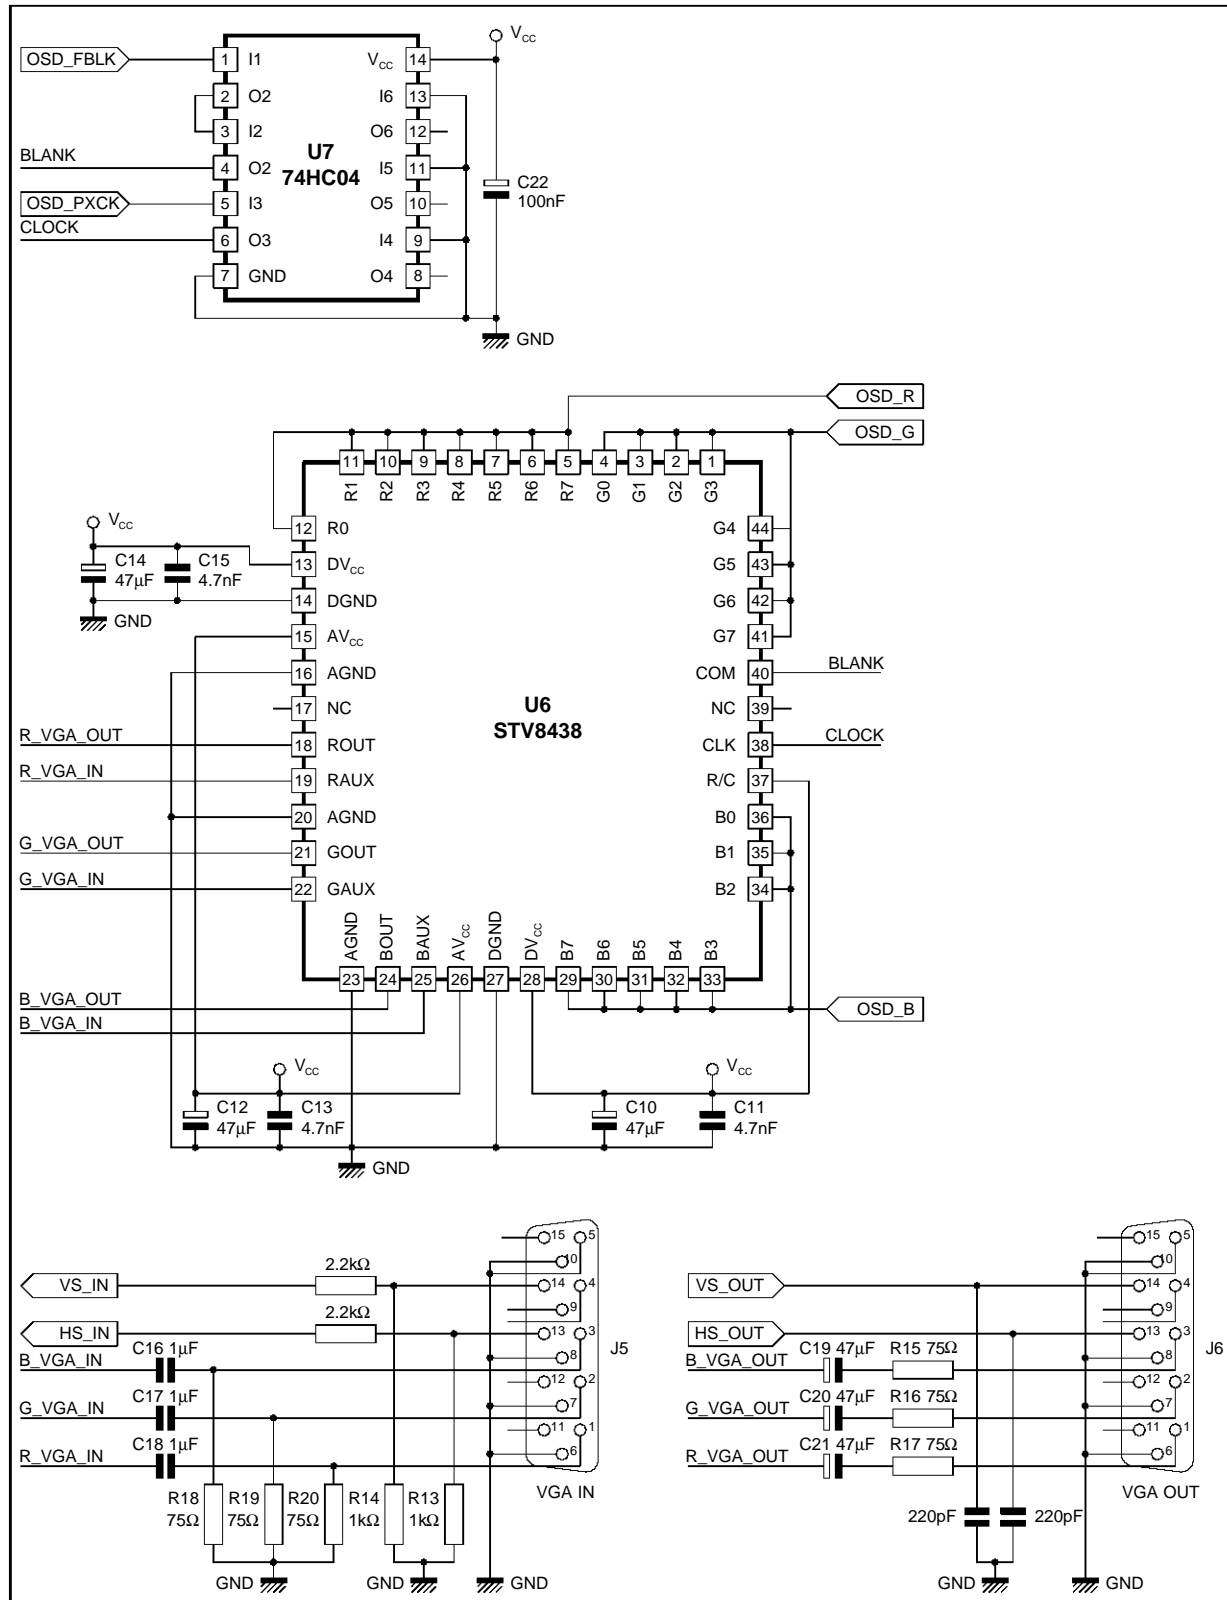 V_CC
OSD_FBLK 1 I1 V_CC 14
2 O2 I6 13
3 I2 O6 12
U7
74HC04
BLANK 4 O2 I5 11
C22
100nF
OSD_PXCK 5 I3 O5 10
CLOCK 6 O3 I4 9
7 GND O4 8
GND
OSD_R
OSD_G
11 10 9 8 7 6 5 4 3 2 1
R1 R2 R3 R4 R5 R6 R7 G0 G1 G2 G3
V_CC
12 R0 G4 44
C14 47µF
C15 4.7nF
13 DV_CC G5 43
14 DGND G6 42
GND
15 AV_CC G7 41
16 AGND COM 40 BLANK
17 NC NC 39
U6
STV8438
R_VGA_OUT 18 ROUT CLK 38 CLOCK
R_VGA_IN 19 RAUX R/C 37
20 AGND B0 36
G_VGA_OUT 21 GOUT B1 35
G_VGA_IN 22 GAUX B2 34
AGND BOUT BAUX AV_CC DGND DV_CC B7 B6 B5 B4 B3
23 24 25 26 27 28 29 30 31 32 33
B_VGA_OUT
OSD_B
B_VGA_IN
V_CC V_CC
C12 47µF
C13 4.7nF
C10 47µF
C11 4.7nF
GND
15 5
10
VS_IN 2.2kΩ 14 4
9
HS_IN 2.2kΩ 13 3
J5
B_VGA_IN C16 1µF 8
12 2
G_VGA_IN C17 1µF 7
11 1
R_VGA_IN C18 1µF 6
VGA IN
R18 75Ω
R19 75Ω
R20 75Ω
R14 1kΩ
R13 1kΩ
GND GND GND
15 5
10
VS_OUT 14 4
9
HS_OUT 13 3
J6
B_VGA_OUT C19 47µF R15 75Ω 8
12 2
G_VGA_OUT C20 47µF R16 75Ω 7
11 1
R_VGA_OUT C21 47µF R17 75Ω 6
VGA OUT
220pF 220pF
GND GND